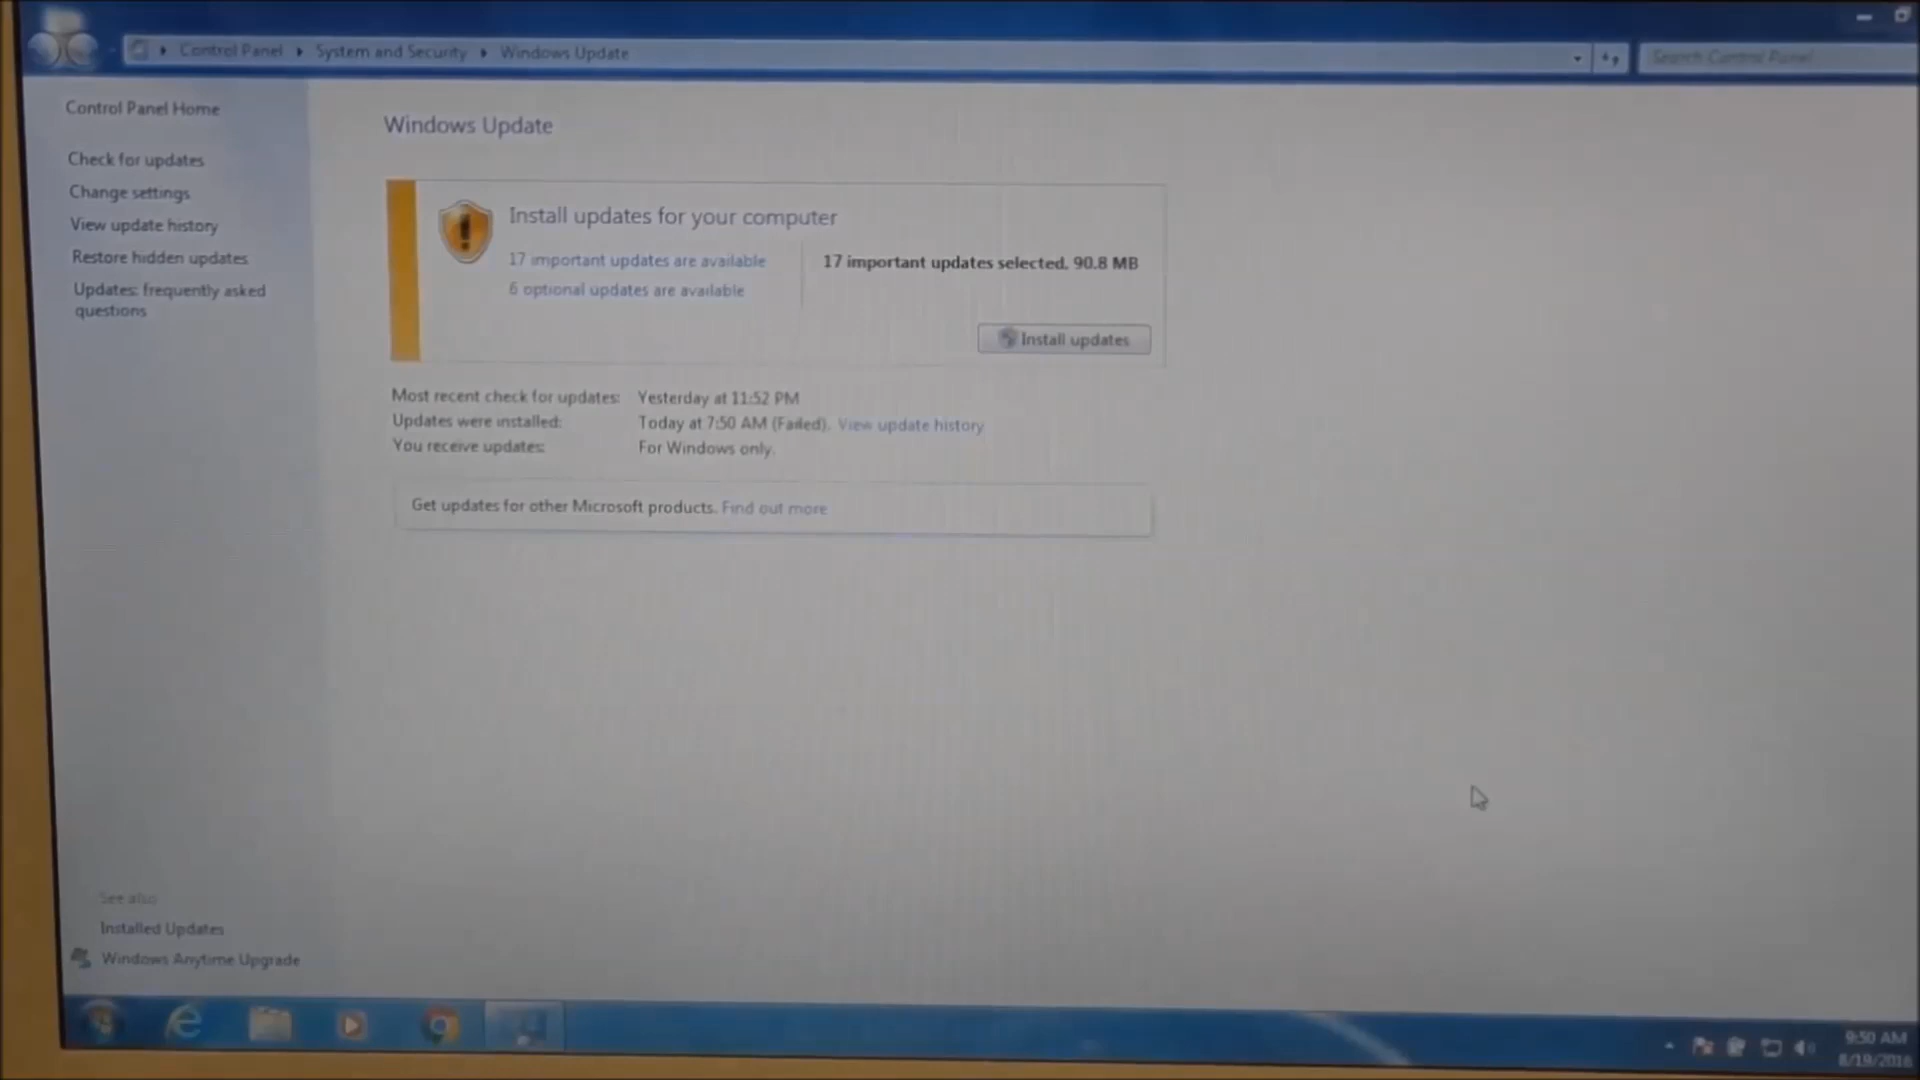 Control Panel ▸ System and Security ▸ Windows Update
Search Control Panel
Control Panel Home
Check for updates
Change settings
View update history
Restore hidden updates
Updates: frequently asked
questions
Windows Update
Install updates for your computer
17 important updates are available
6 optional updates are available
17 important updates selected, 90.8 MB
Install updates
Most recent check for updates: Yesterday at 11:52 PM
Updates were installed: Today at 7:50 AM (Failed). View update history
You receive updates: For Windows only.
Get updates for other Microsoft products. Find out more
See also
Installed Updates
Windows Anytime Upgrade
9:50 AM
8/19/2016